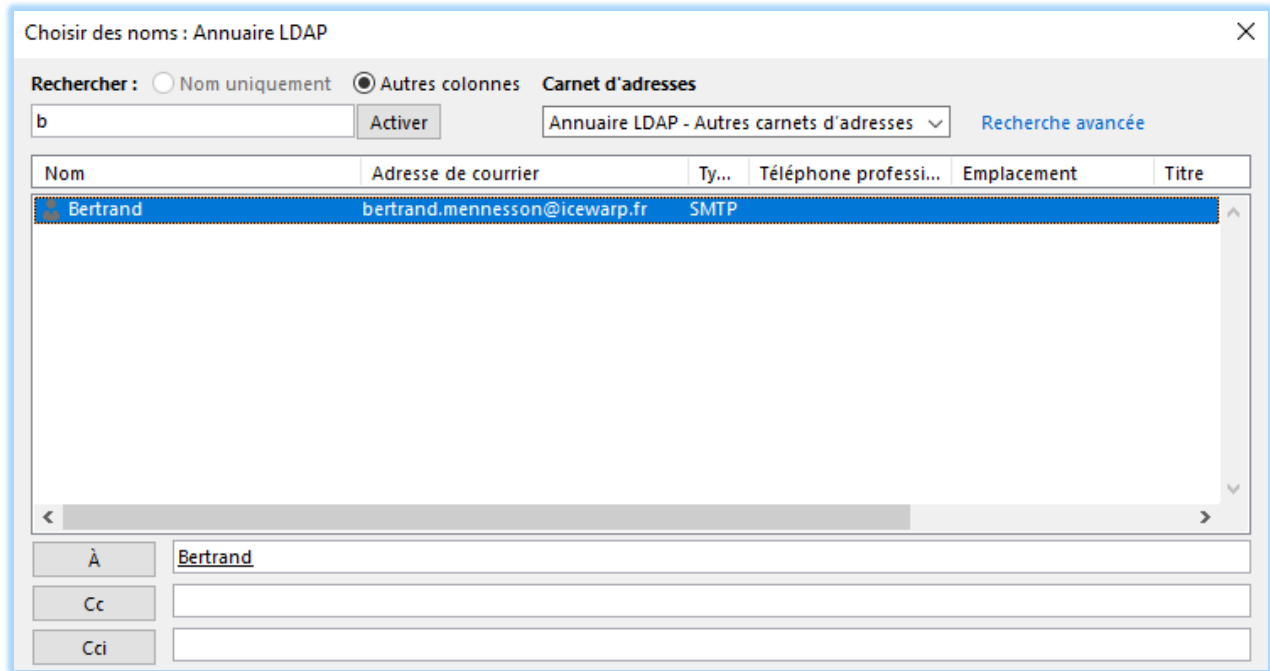 Choisir des noms : Annuaire LDAP
Rechercher : Nom uniquement Autres colonnes Carnet d'adresses
b Activer Annuaire LDAP - Autres carnets d'adresses Recherche avancée
Nom Adresse de courrier Ty... Téléphone professi... Emplacement Titre
Bertrand bertrand.mennesson@icewarp.fr SMTP
À Bertrand
Cc
Cci